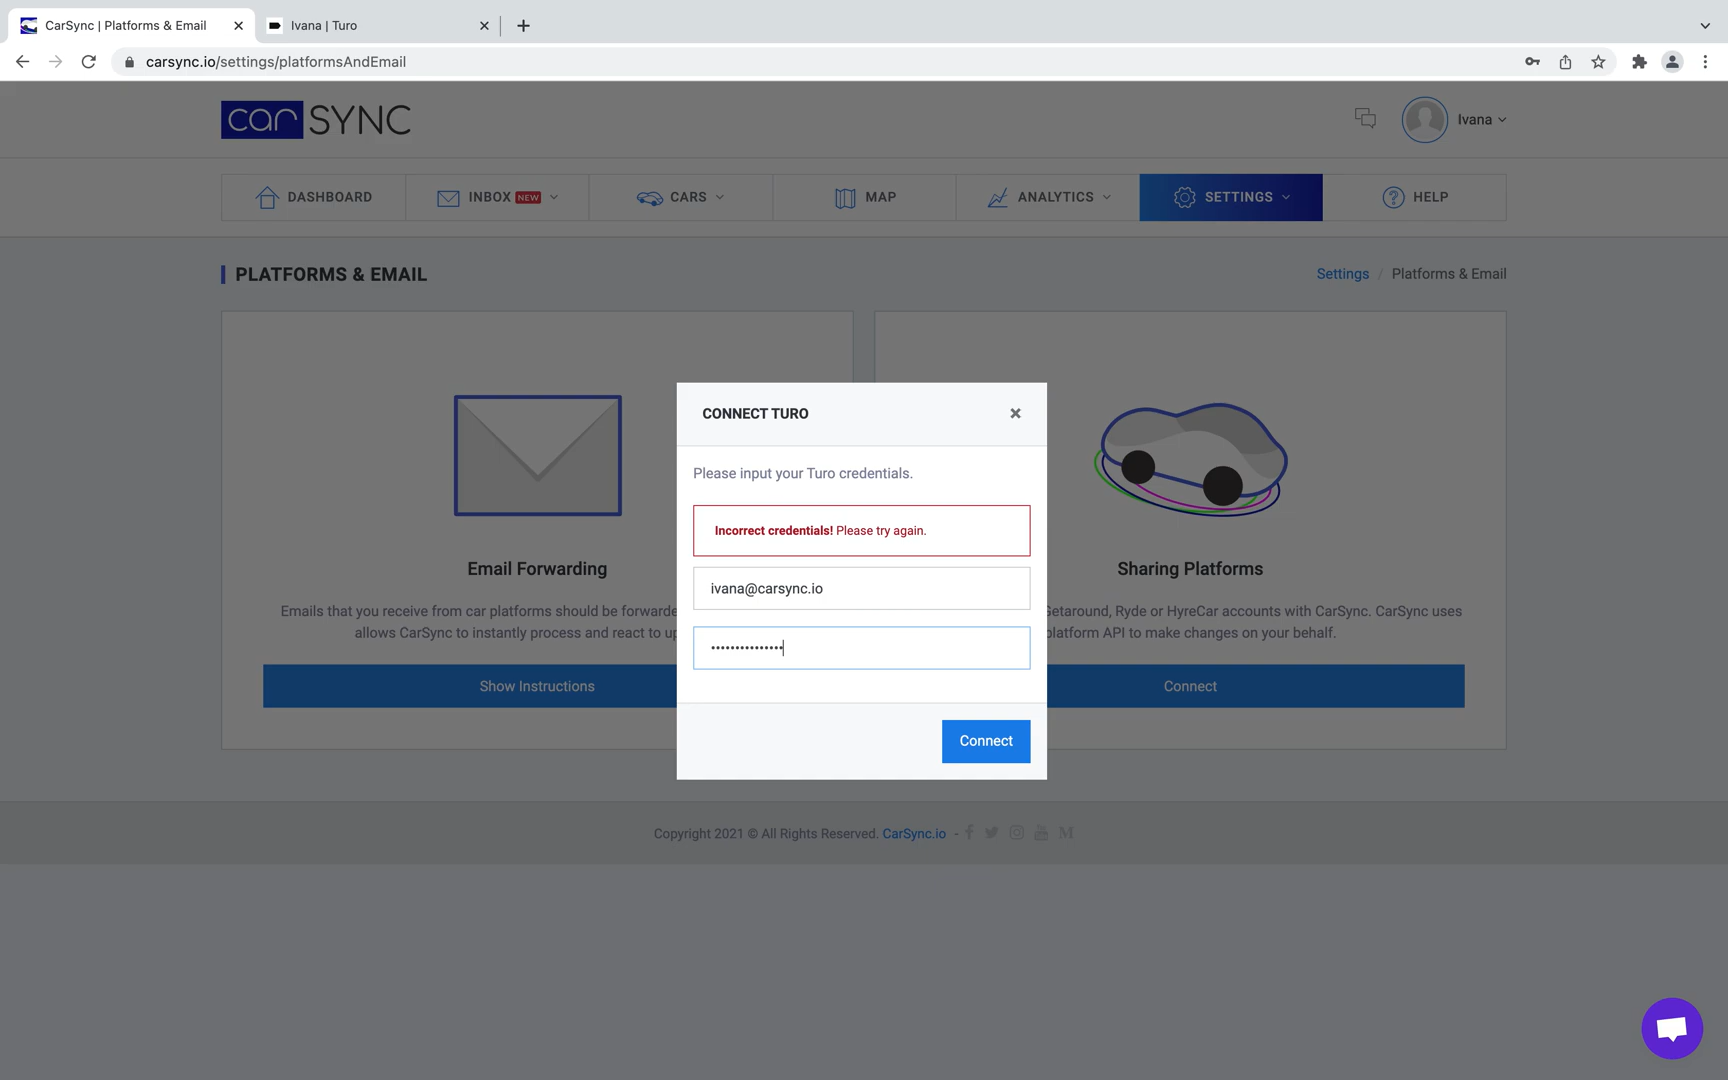 CarSync | Platforms & Email
Ivana | Turo
carsync.io/settings/platformsAndEmail
car SYNC
Ivana
DASHBOARD
INBOX NEW
CARS
MAP
ANALYTICS
SETTINGS
HELP
PLATFORMS & EMAIL
Settings / Platforms & Email
CONNECT TURO
Please input your Turo credentials.
Incorrect credentials! Please try again.
ivana@carsync.io
•••••••••••••••
Connect
Email Forwarding
Emails that you receive from car platforms should be forwarde
allows CarSync to instantly process and react to up
Show Instructions
Sharing Platforms
Getaround, Ryde or HyreCar accounts with CarSync. CarSync uses
platform API to make changes on your behalf.
Connect
Copyright 2021 © All Rights Reserved. CarSync.io -